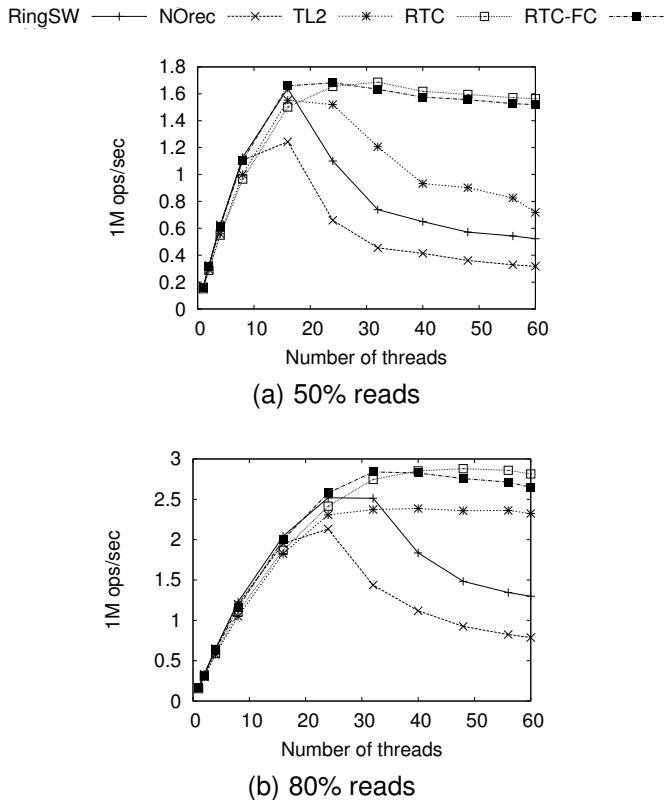 RingSW NOrec TL2 RTC RTC-FC
1.8
1.6
1.4
1.2
1
0.8
0.6
0.4
0.2
0
1M ops/sec
0 10 20 30 40 50 60
Number of threads
(a) 50% reads
3
2.5
2
1.5
1
0.5
0
1M ops/sec
0 10 20 30 40 50 60
Number of threads
(b) 80% reads